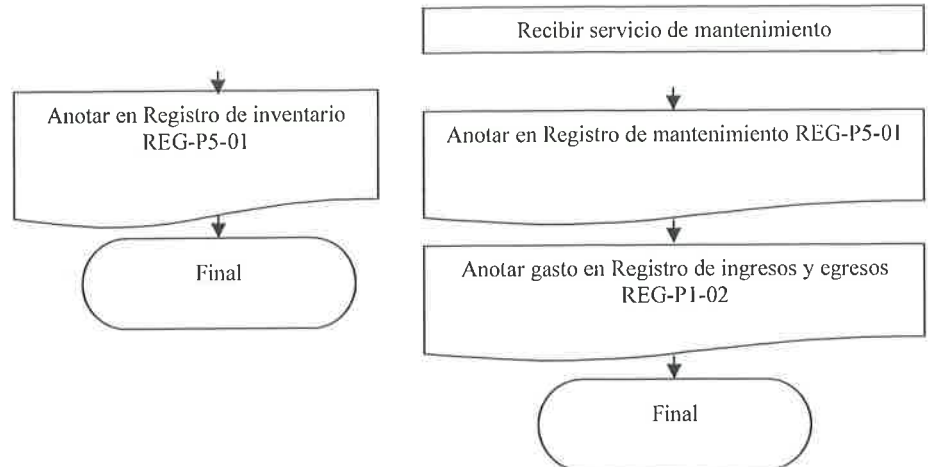 Recibir servicio de mantenimiento
Anotar en Registro de inventario
REG-P5-01
Final
Anotar en Registro de mantenimiento REG-P5-01
Anotar gasto en Registro de ingresos y egresos
REG-P1-02
Final